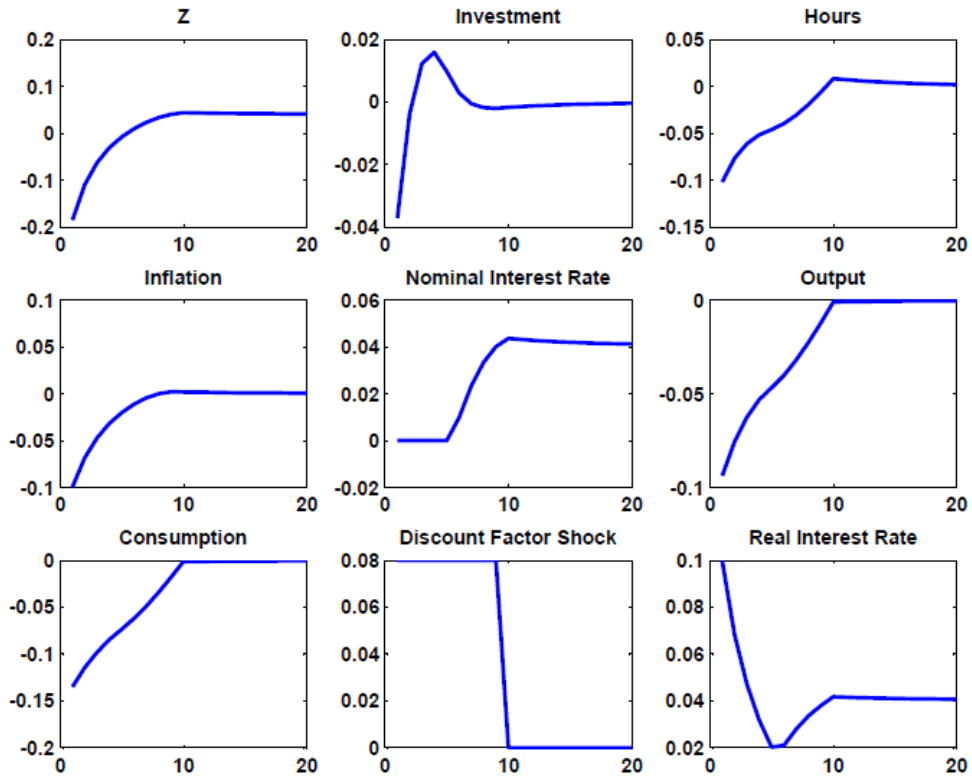 Z
0.2
0.1
0
-0.1
-0.2
0 10 20
Investment
0.02
0
-0.02
-0.04
0 10 20
Hours
0.05
0
-0.05
-0.1
-0.15
0 10 20
Inflation
0.1
0.05
0
-0.05
-0.1
0 10 20
Nominal Interest Rate
0.06
0.04
0.02
0
-0.02
0 10 20
Output
0
-0.05
-0.1
0 10 20
Consumption
0
-0.05
-0.1
-0.15
-0.2
0 10 20
Discount Factor Shock
0.08
0.06
0.04
0.02
0
0 10 20
Real Interest Rate
0.1
0.08
0.06
0.04
0.02
0 10 20